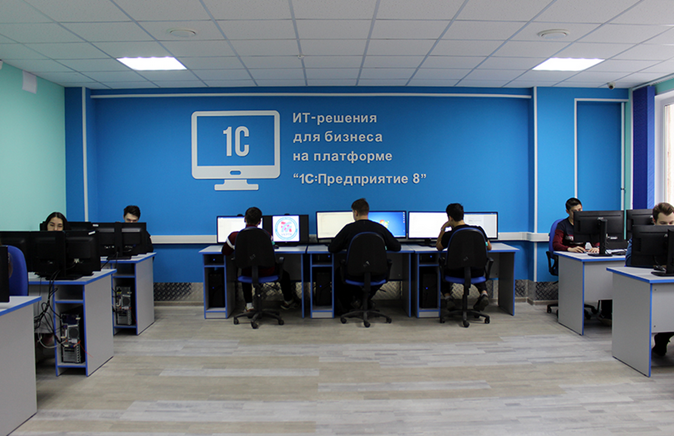 1С
ИТ-решения
для бизнеса
на платформе
“1С:Предприятие 8”